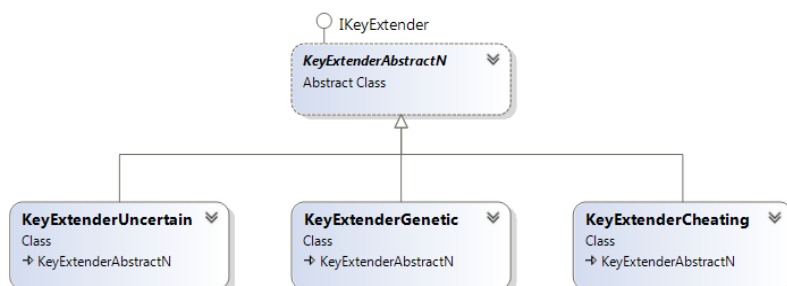 IKeyExtender
KeyExtenderAbstractN
Abstract Class
KeyExtenderUncertain
Class
KeyExtenderAbstractN
KeyExtenderGenetic
Class
KeyExtenderAbstractN
KeyExtenderCheating
Class
KeyExtenderAbstractN